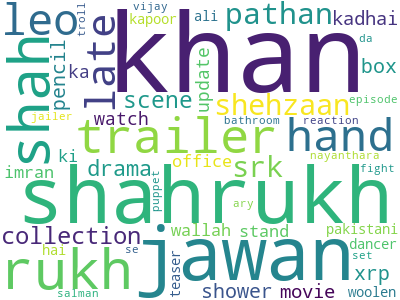 vijay
kapoor
ali
pathan
da
leo
troll
khan
late
kadhai
shah
pencil
ka
scene
update
box
shehzaan
episode
jailer
watch
trailer
bathroom
reaction
hand
imran
ki
drama
office
srk
nayanthara
fight
shahrukh
puppet
ary
collection
wallah
stand
pakistani
dancer
rukh
hai
se
jawan
teaser
set
xrp
salman
shower
movie
woolen